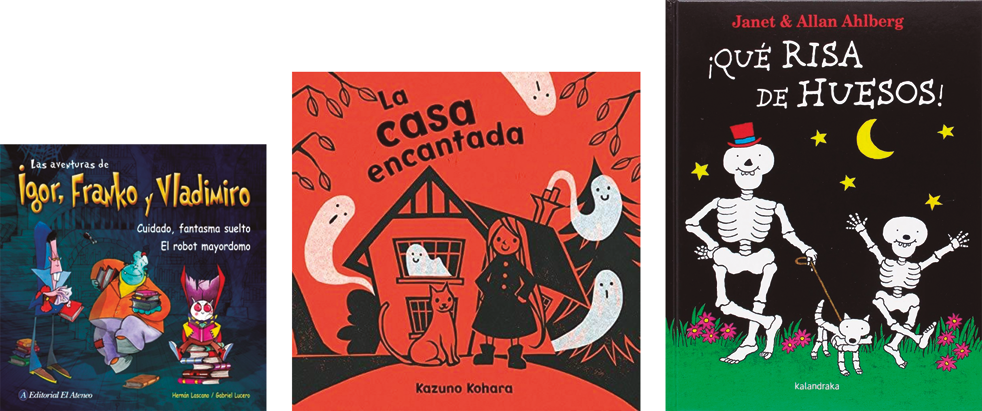 Las aventuras de
Igor, Franko y Vladimiro
Cuidado, fantasma suelto
El robot mayordomo
A Editorial El Ateneo
Hernán Lascano / Gabriel Lucero
La
casa
encantada
Kazuno Kohara
Janet & Allan Ahlberg
¡QUÉ RISA
DE HUESOS!
kalandraka